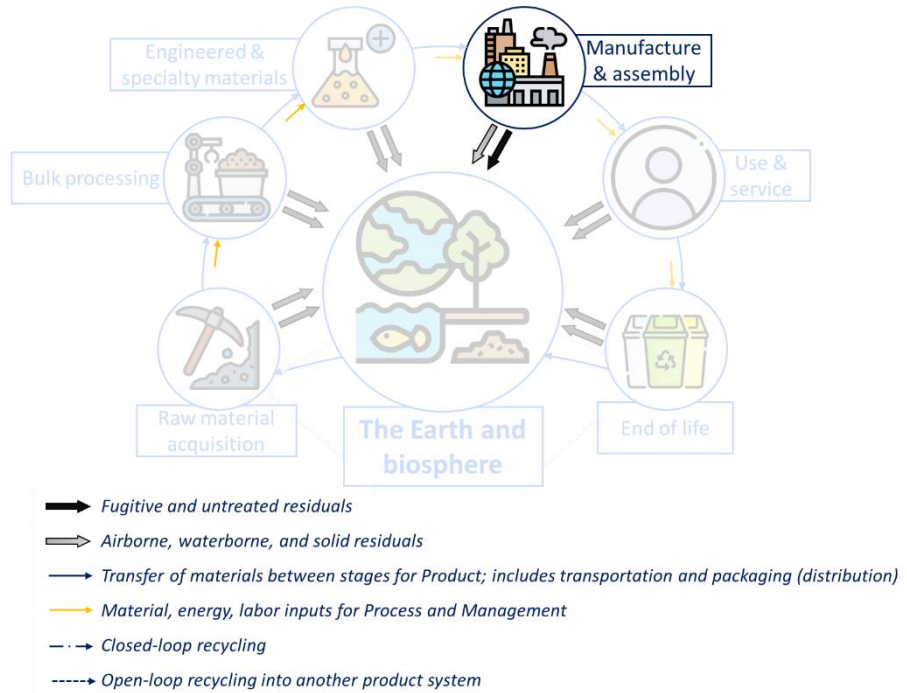 Engineered &
specialty materials
Manufacture
& assembly
Bulk processing
Use &
service
Raw material
acquisition
The Earth and
biosphere
End of life
Fugitive and untreated residuals
Airborne, waterborne, and solid residuals
Transfer of materials between stages for Product; includes transportation and packaging (distribution)
Material, energy, labor inputs for Process and Management
Closed-loop recycling
Open-loop recycling into another product system